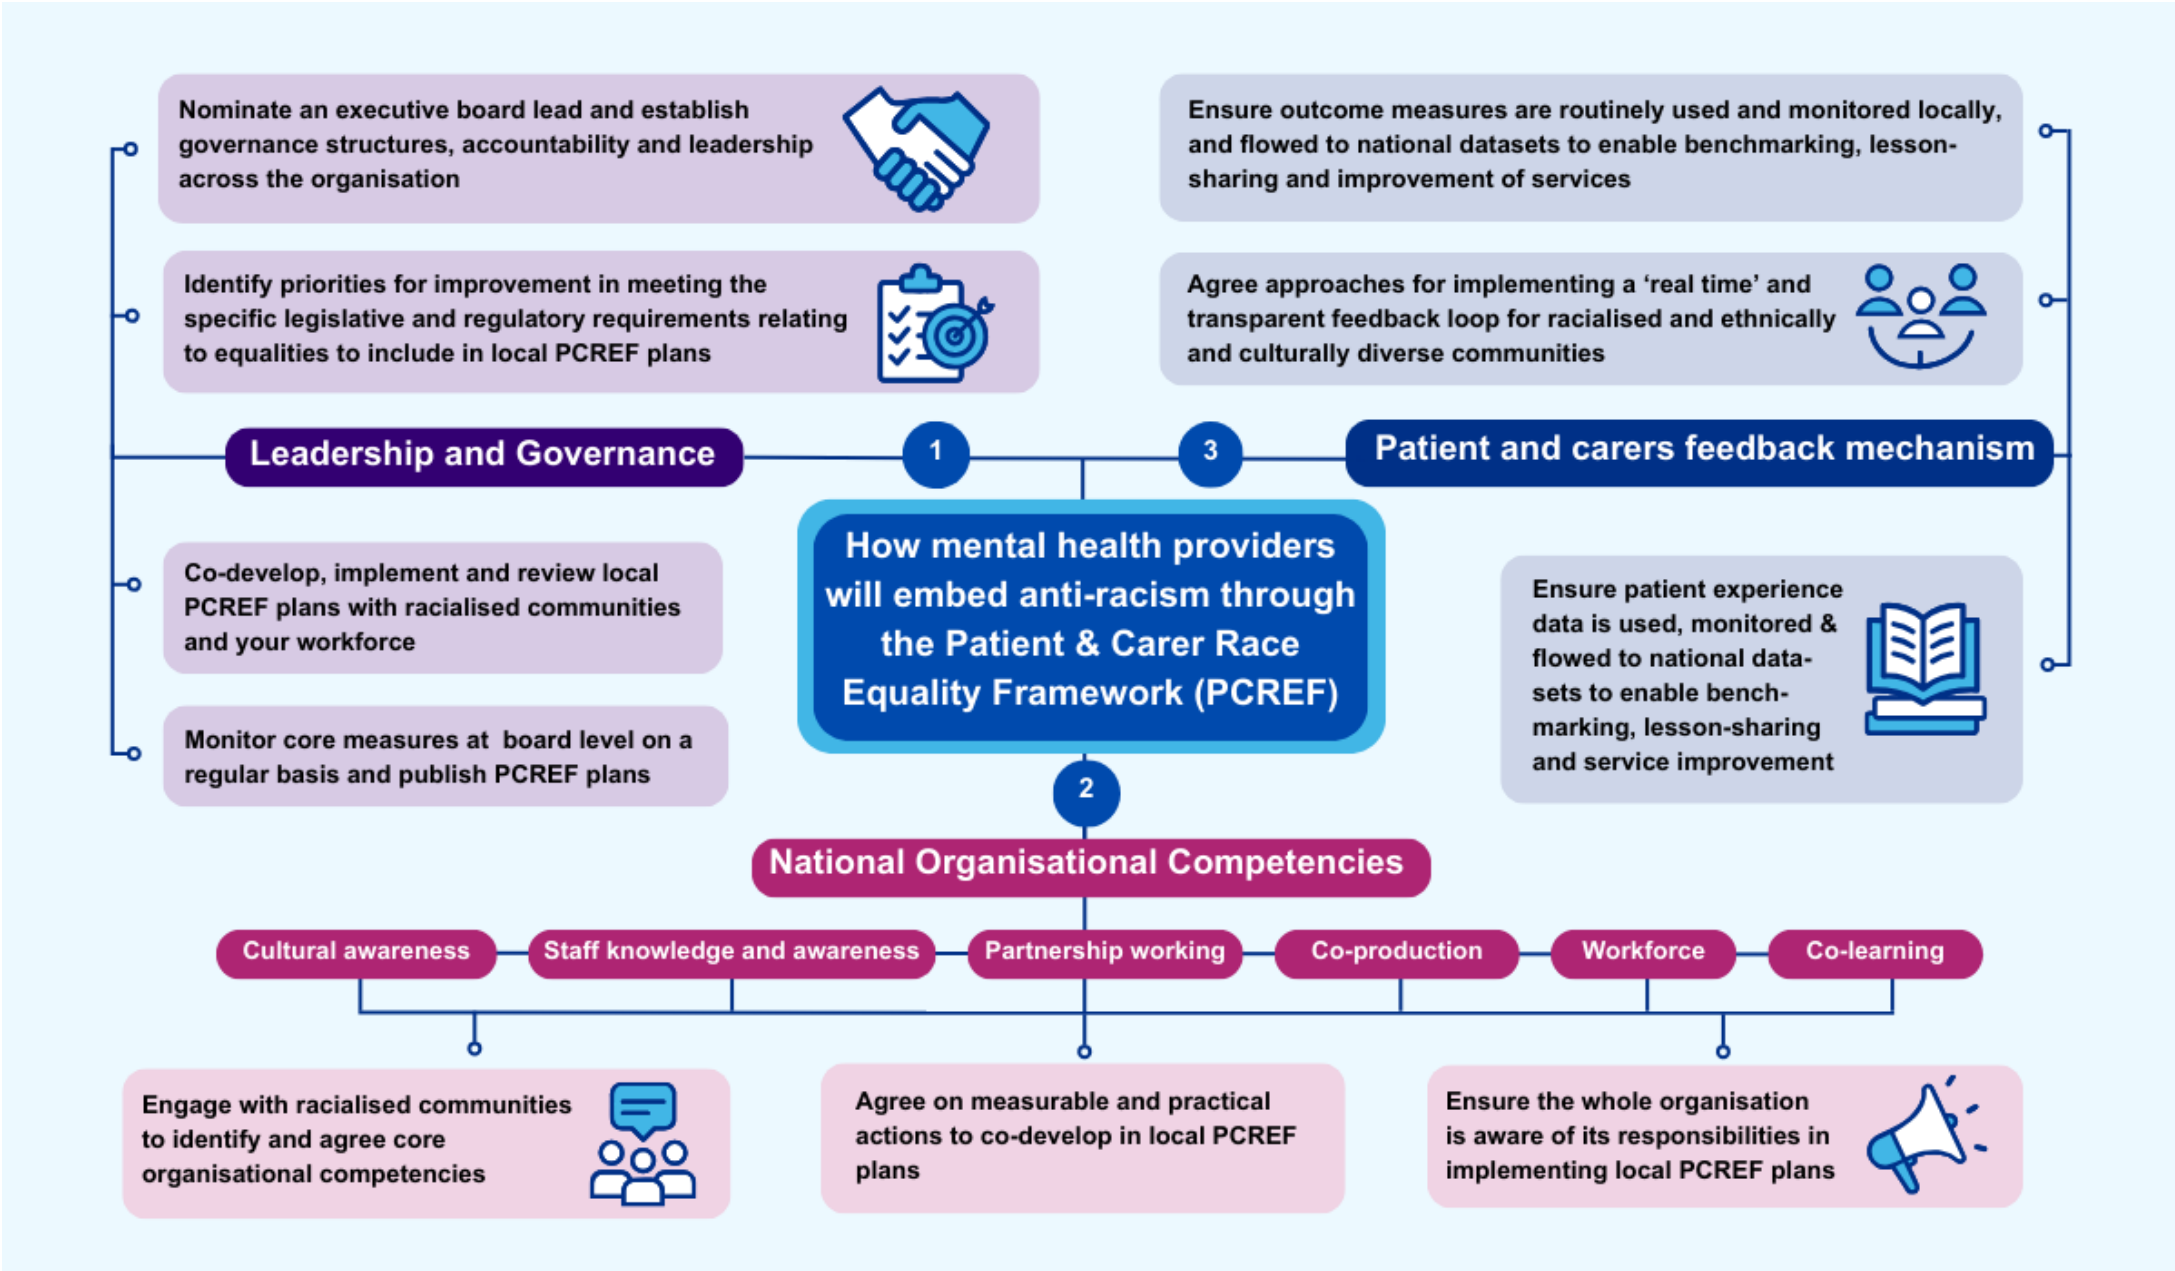 Nominate an executive board lead and establish
governance structures, accountability and leadership
across the organisation
Identify priorities for improvement in meeting the
specific legislative and regulatory requirements relating
to equalities to include in local PCREF plans
Leadership and Governance
1
Co-develop, implement and review local
PCREF plans with racialised communities
and your workforce
Monitor core measures at board level on a
regular basis and publish PCREF plans
Ensure outcome measures are routinely used and monitored locally,
and flowed to national datasets to enable benchmarking, lesson-
sharing and improvement of services
Agree approaches for implementing a ‘real time’ and
transparent feedback loop for racialised and ethnically
and culturally diverse communities
3
Patient and carers feedback mechanism
Ensure patient experience
data is used, monitored &
flowed to national data-
sets to enable bench-
marking, lesson-sharing
and service improvement
How mental health providers
will embed anti-racism through
the Patient & Carer Race
Equality Framework (PCREF)
2
National Organisational Competencies
Cultural awareness
Staff knowledge and awareness
Partnership working
Co-production
Workforce
Co-learning
Engage with racialised communities
to identify and agree core
organisational competencies
Agree on measurable and practical
actions to co-develop in local PCREF
plans
Ensure the whole organisation
is aware of its responsibilities in
implementing local PCREF plans